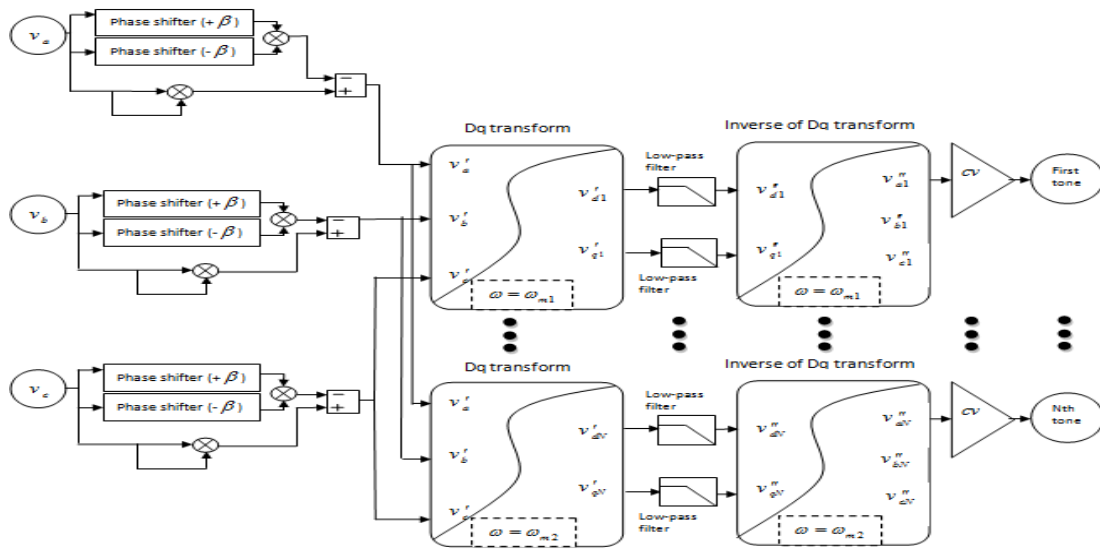 v_a
Phase shifter (+ β)
Phase shifter (- β)
−
+
v_b
Phase shifter (+ β)
Phase shifter (- β)
−
+
v_c
Phase shifter (+ β)
Phase shifter (- β)
−
+
Dq transform
v'_a
v'_b
v'_c
v'_d1
v'_q1
ω = ω_m1
Low-pass
filter
Low-pass
filter
Inverse of Dq transform
v''_d1
v''_q1
v''_a1
v''_b1
v''_c1
ω = ω_m1
cv
First
tone
Dq transform
v'_a
v'_b
v'_c
v'_dN
v'_qN
ω = ω_m2
Low-pass
filter
Low-pass
filter
Inverse of Dq transform
v''_dN
v''_qN
v''_aN
v''_bN
v''_cN
ω = ω_m2
cv
Nth
tone